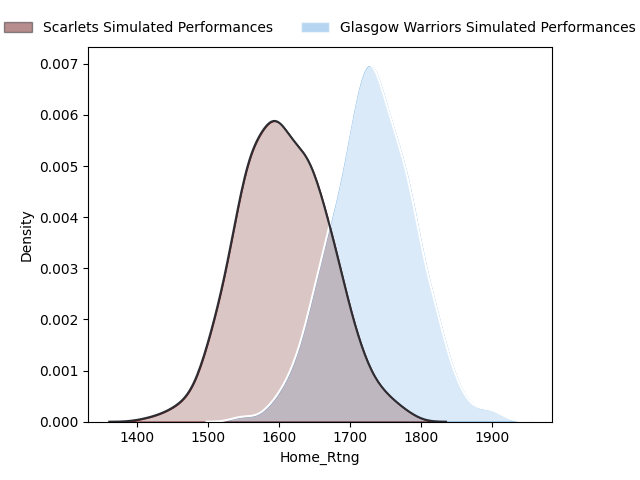 Scarlets Simulated Performances Glasgow Warriors Simulated Performances
0.007
0.006
0.005
0.004
0.003
0.002
0.001
0.000
Density
1400 1500 1600 1700 1800 1900
Home_Rtng